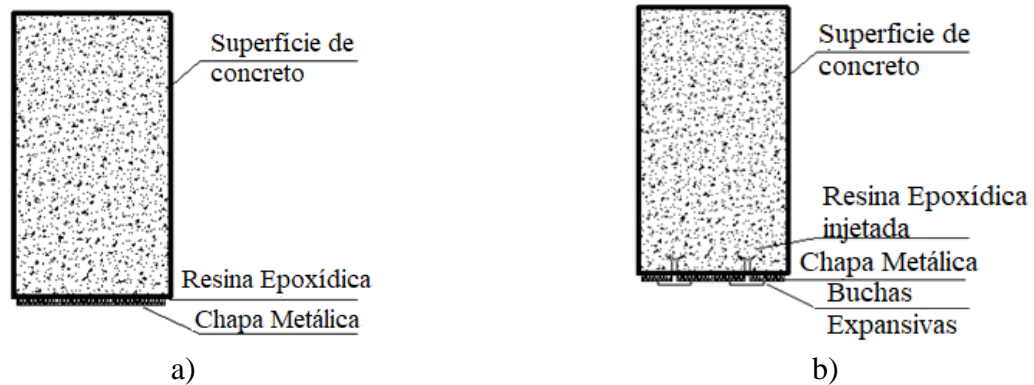 Superfície de
concreto
Resina Epoxídica
Chapa Metálica
a)
Superfície de
concreto
Resina Epoxídica
injetada
Chapa Metálica
Buchas
Expansivas
b)